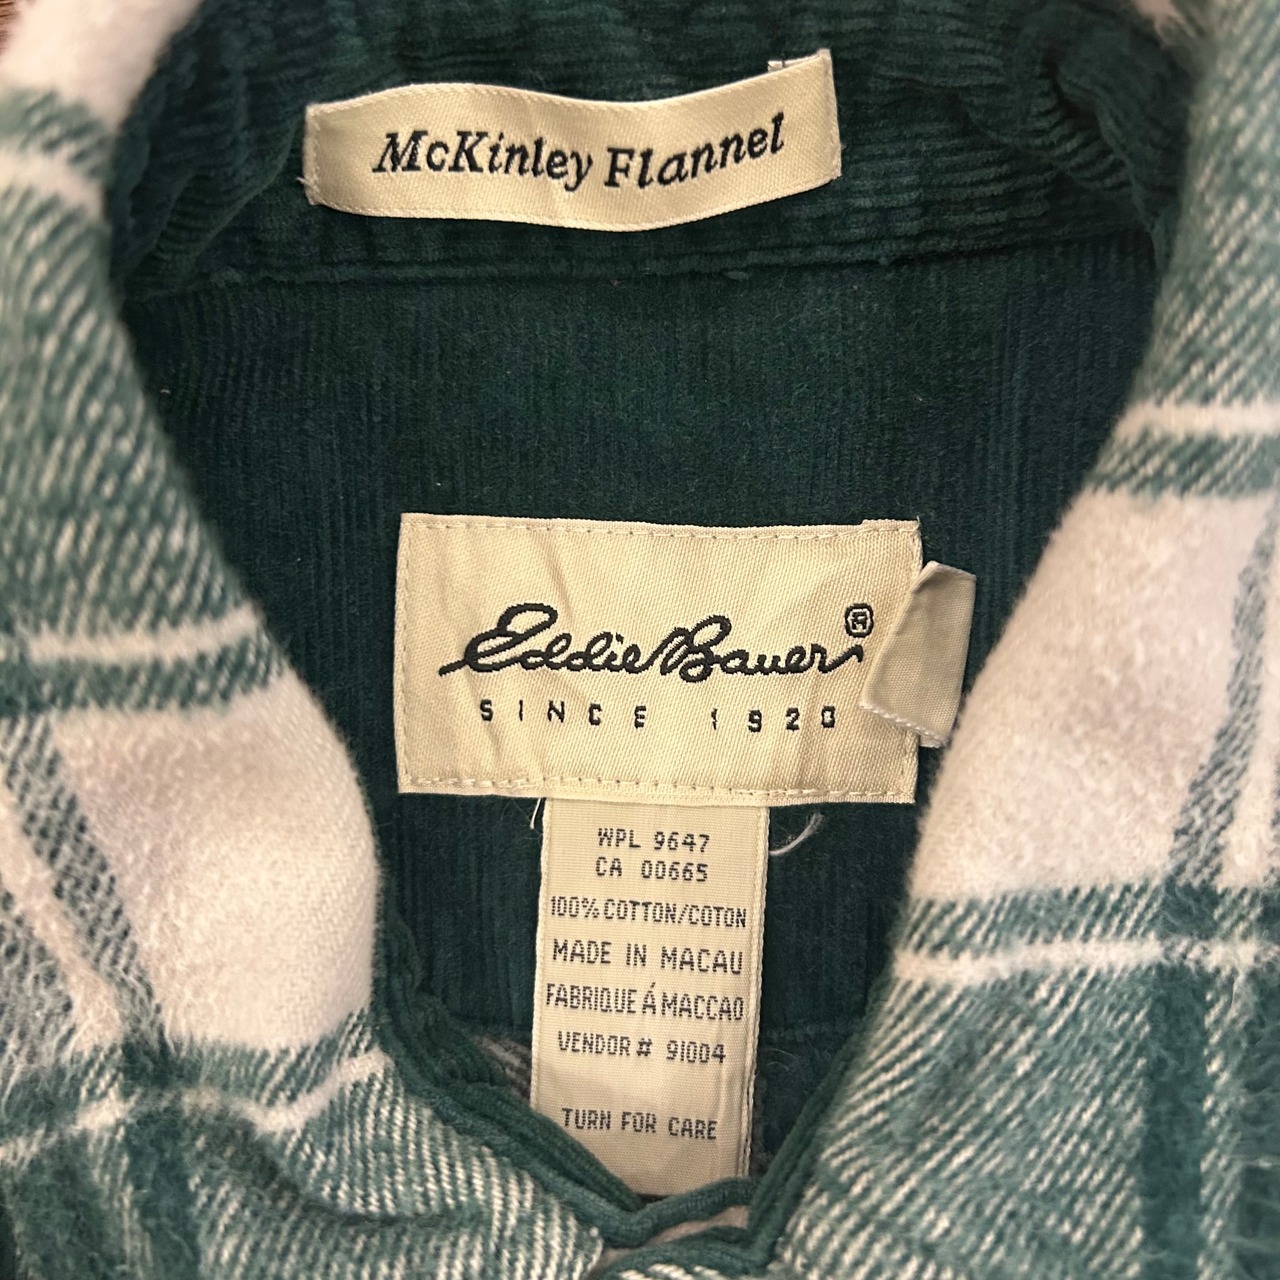 McKinley Flannel
Eddie Bauer®
SINCE 1920
WPL 9647
CA 00665
100% COTTON/COTON
MADE IN MACAU
FABRIQUE Á MACCAO
VENDOR # 91004
TURN FOR CARE